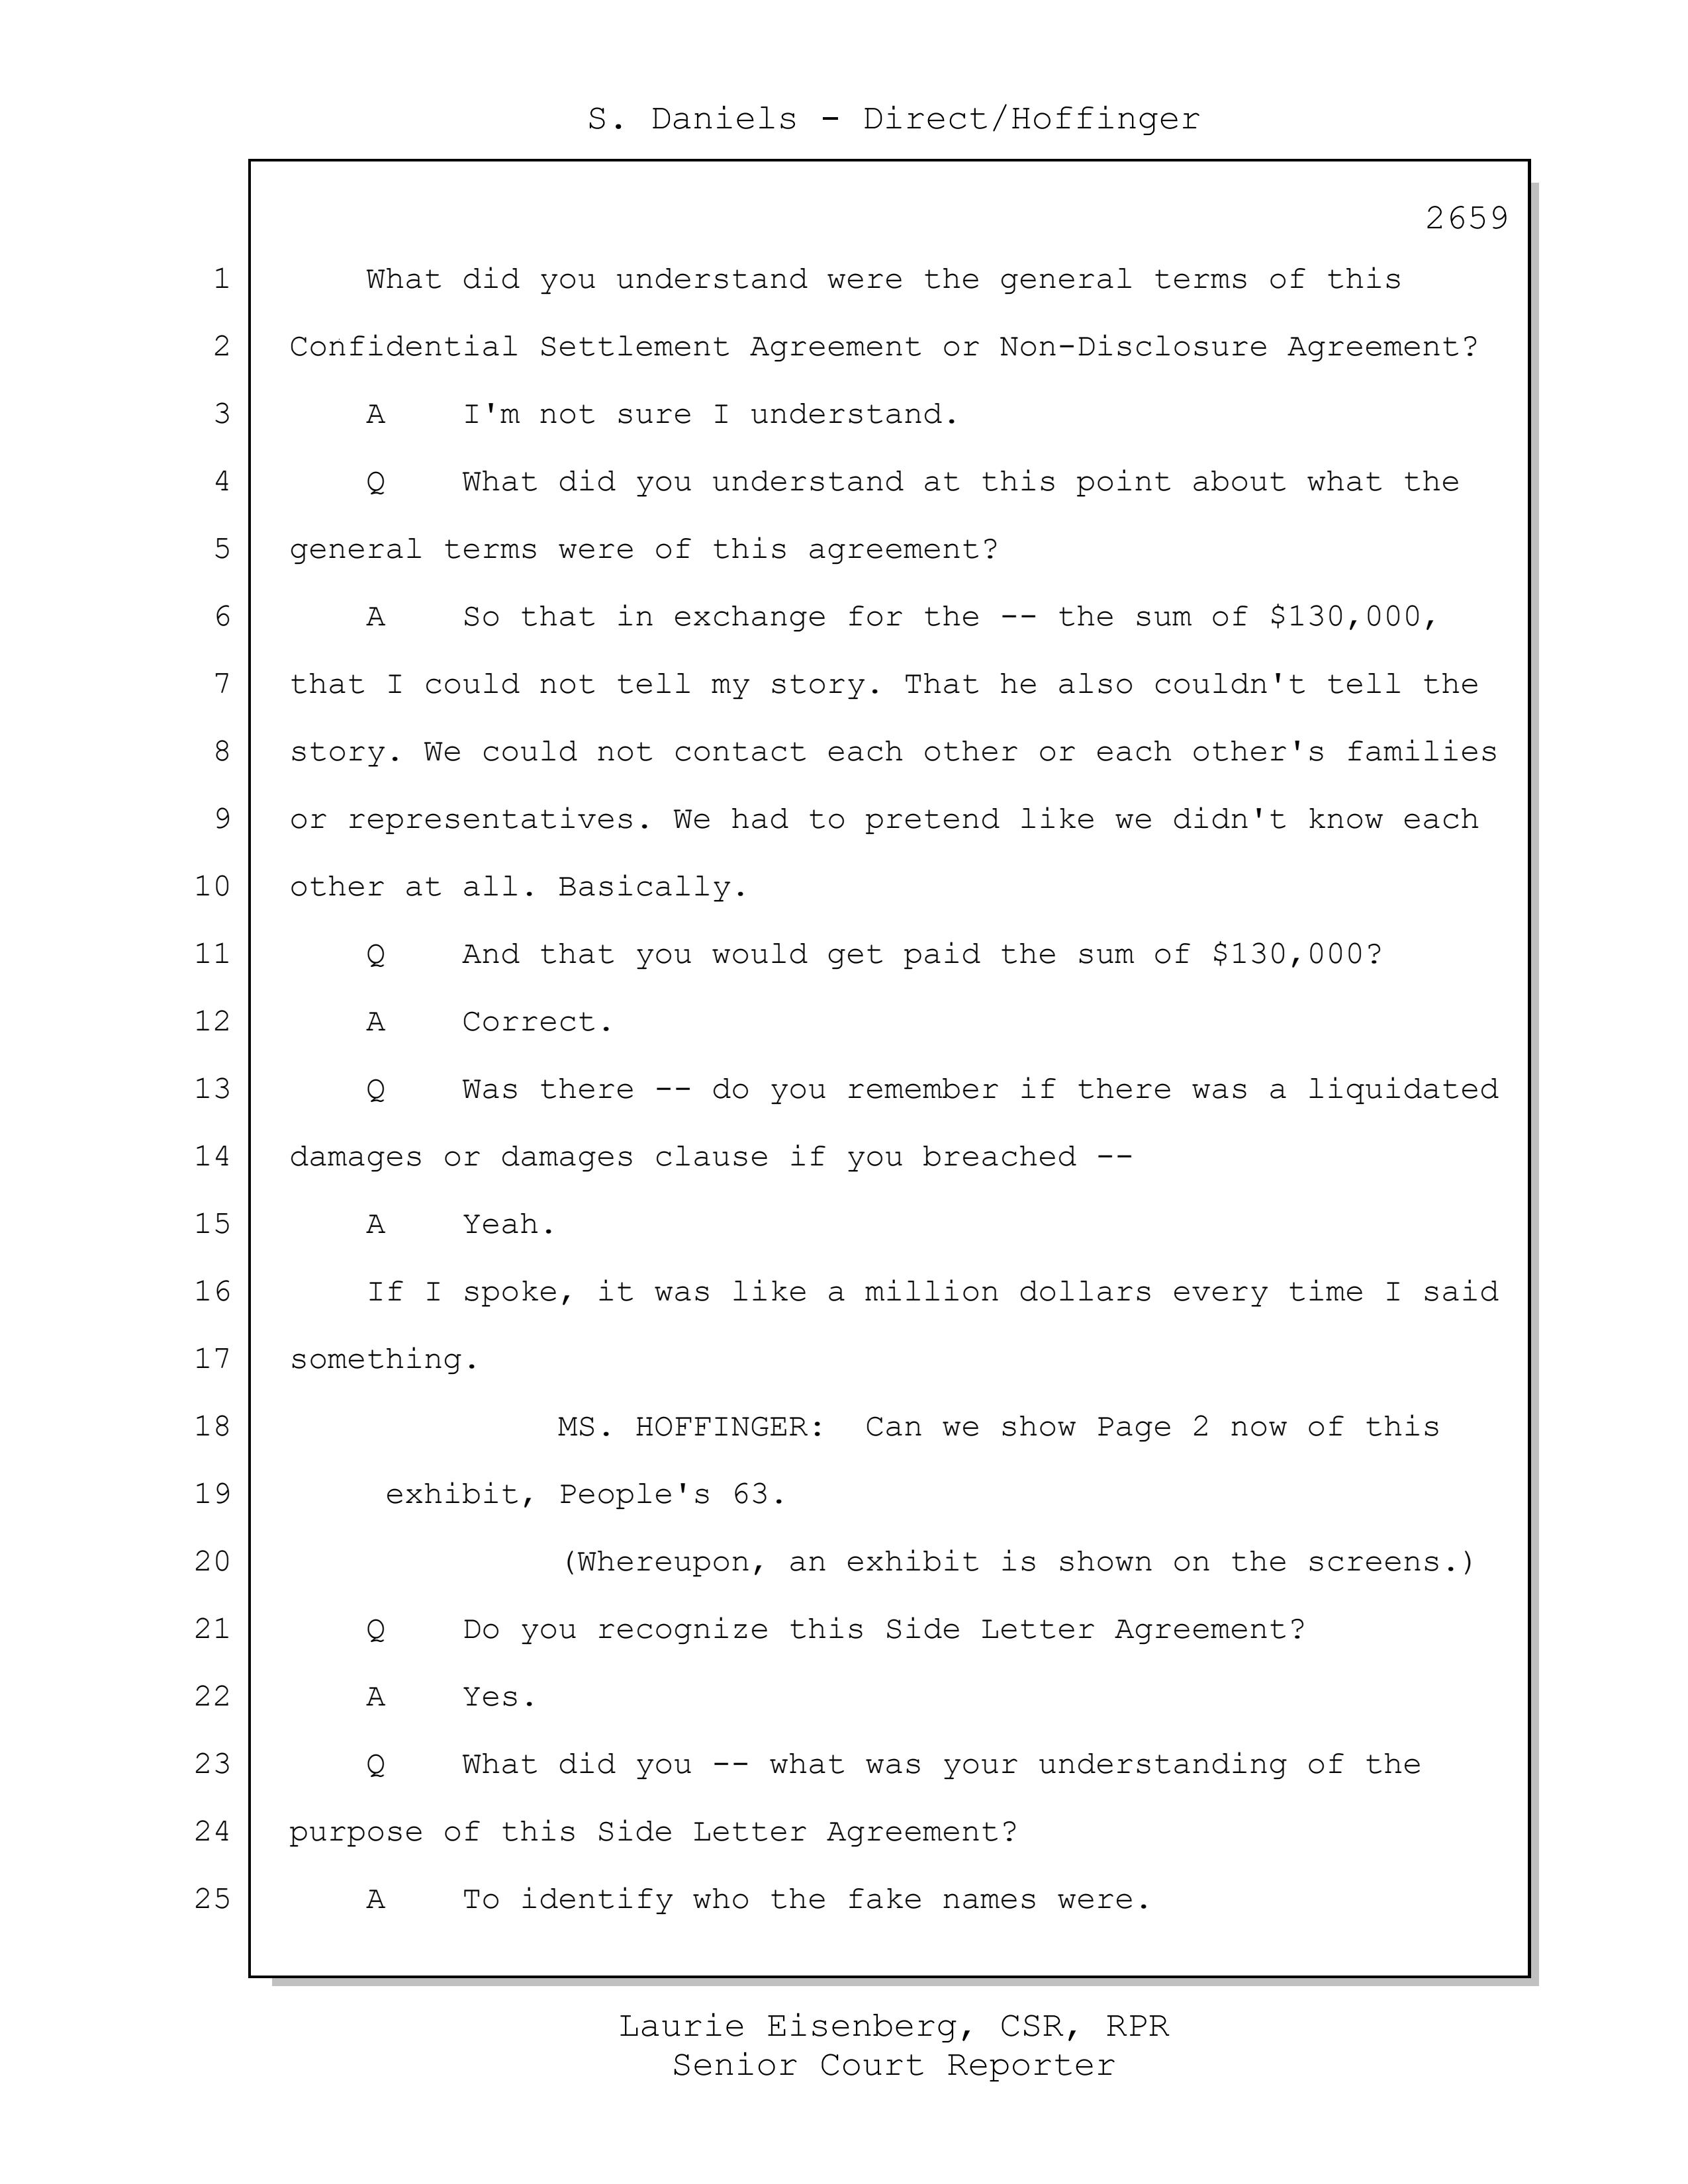 S. Daniels - Direct/Hoffinger
2659
1 What did you understand were the general terms of this
2 Confidential Settlement Agreement or Non-Disclosure Agreement?
3 A I'm not sure I understand.
4 Q What did you understand at this point about what the
5 general terms were of this agreement?
6 A So that in exchange for the -- the sum of $130,000,
7 that I could not tell my story. That he also couldn't tell the
8 story. We could not contact each other or each other's families
9 or representatives. We had to pretend like we didn't know each
10 other at all. Basically.
11 Q And that you would get paid the sum of $130,000?
12 A Correct.
13 Q Was there -- do you remember if there was a liquidated
14 damages or damages clause if you breached --
15 A Yeah.
16 If I spoke, it was like a million dollars every time I said
17 something.
18 MS. HOFFINGER: Can we show Page 2 now of this
19 exhibit, People's 63.
20 (Whereupon, an exhibit is shown on the screens.)
21 Q Do you recognize this Side Letter Agreement?
22 A Yes.
23 Q What did you -- what was your understanding of the
24 purpose of this Side Letter Agreement?
25 A To identify who the fake names were.
Laurie Eisenberg, CSR, RPR
Senior Court Reporter